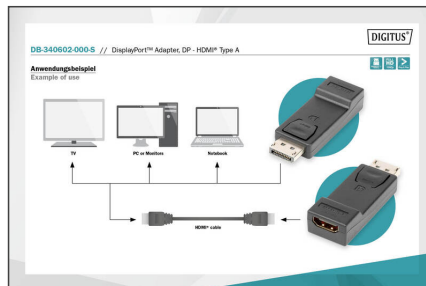 DIGITUS®
DB-340602-000-S // DisplayPort™ Adapter, DP - HDMI® Type A
Anwendungsbeispiel
Example of use
TV
PC or Monitors
Notebook
HDMI® cable